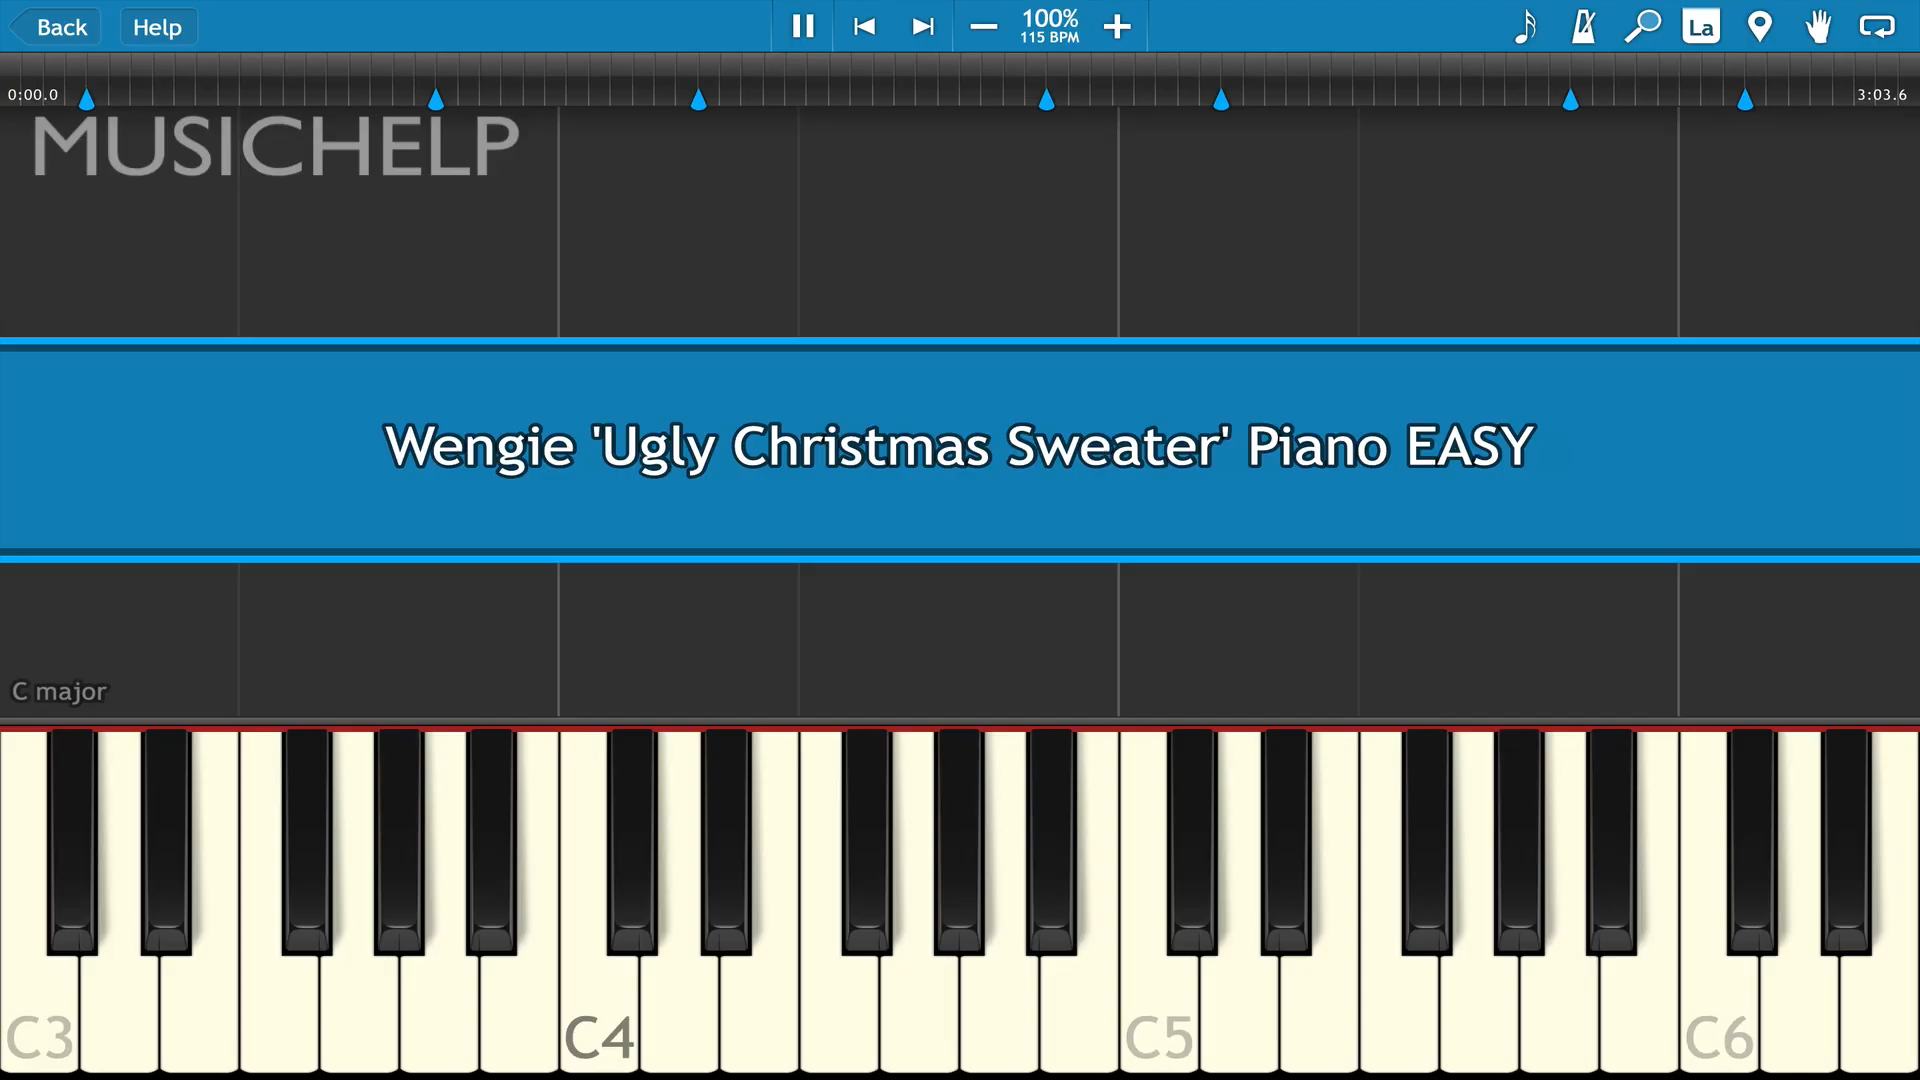 Back
Help
100%
115 BPM
La
0:00.0
3:03.6
MUSICHELP
Wengie 'Ugly Christmas Sweater' Piano EASY
C major
C3
C4
C5
C6